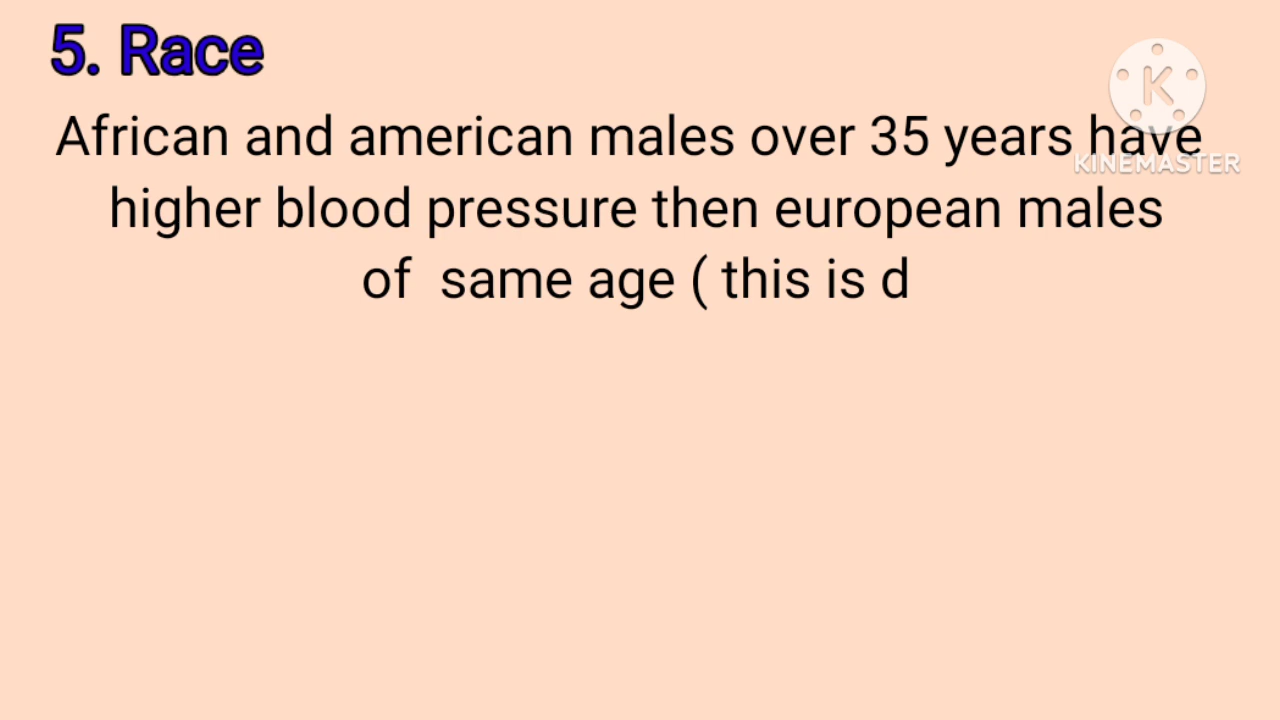 5. Race
African and american males over 35 years have
higher blood pressure then european males
of  same age ( this is d
K
KINEMASTER